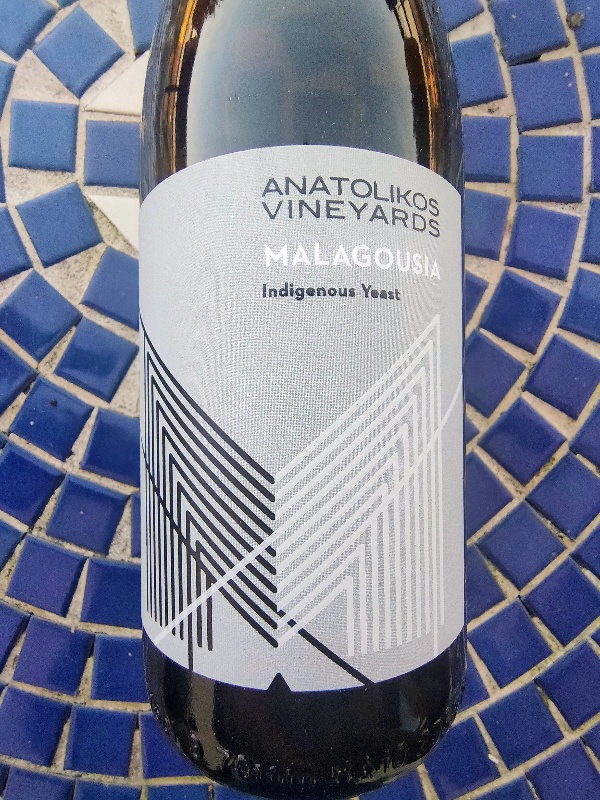 ANATOLIKOS
VINEYARDS
MALAGOUSIA
Indigenous Yeast